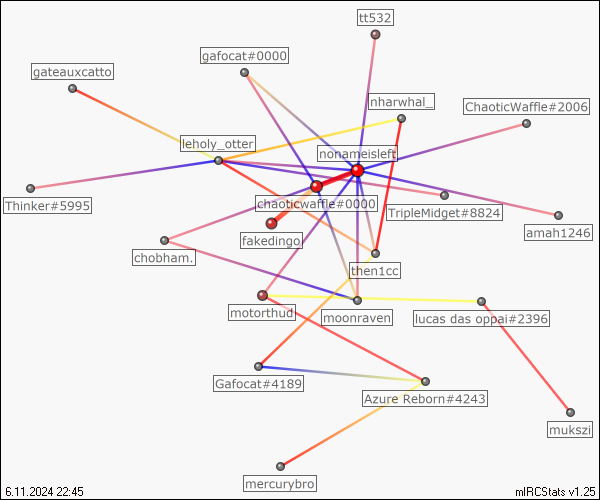 tt532
gafocat#0000
gateauxcatto
nharwhal_
ChaoticWaffle#2006
leholy_otter
nonameisleft
Thinker#5995
chaoticwaffle#0000
TripleMidget#8824
amah1246
fakedingo
chobham.
then1cc
motorthud
moonraven
lucas das oppai#2396
Gafocat#4189
Azure Reborn#4243
mukszi
mercurybro
6.11.2024 22:45
mIRCStats v1.25